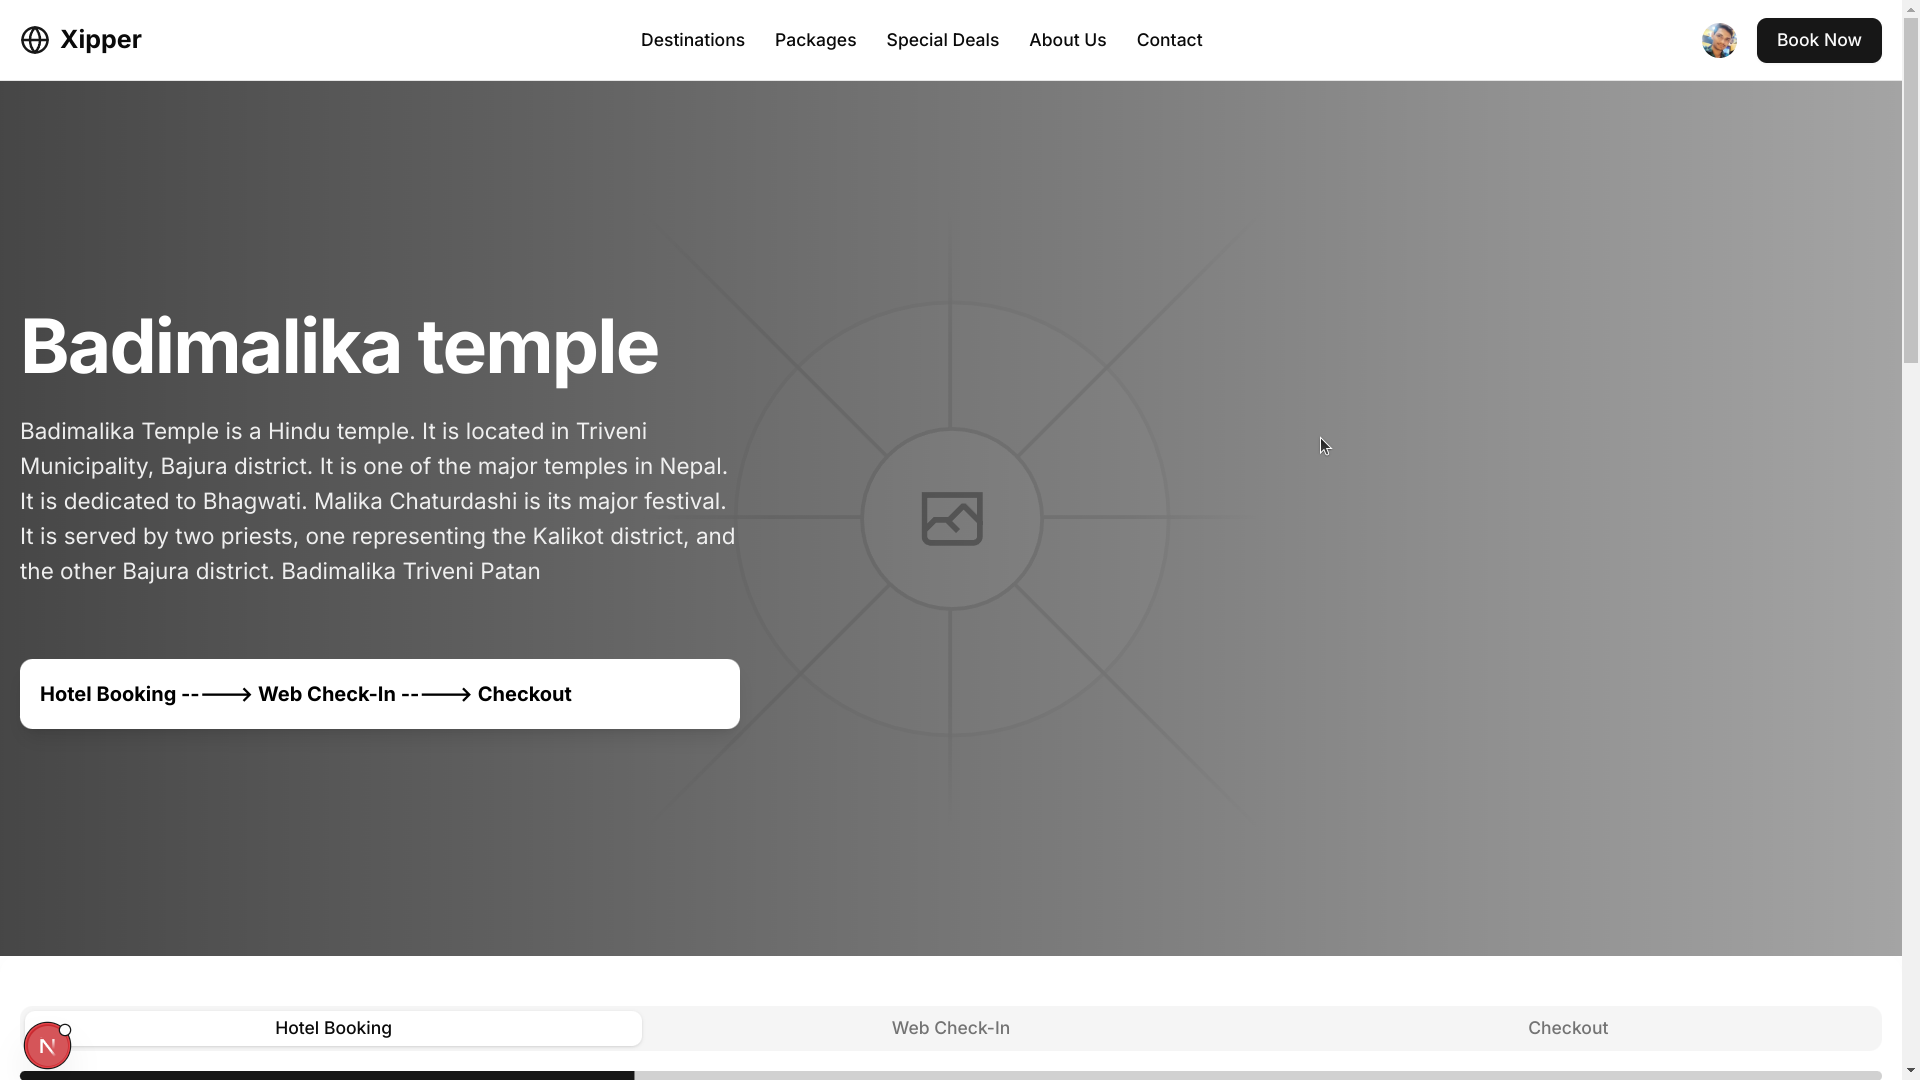 Xipper
Destinations
Packages
Special Deals
About Us
Contact
Book Now
Badimalika temple
Badimalika Temple is a Hindu temple. It is located in Triveni
Municipality, Bajura district. It is one of the major temples in Nepal.
It is dedicated to Bhagwati. Malika Chaturdashi is its major festival.
It is served by two priests, one representing the Kalikot district, and
the other Bajura district. Badimalika Triveni Patan
Hotel Booking -----> Web Check-In -----> Checkout
Hotel Booking
Web Check-In
Checkout
N